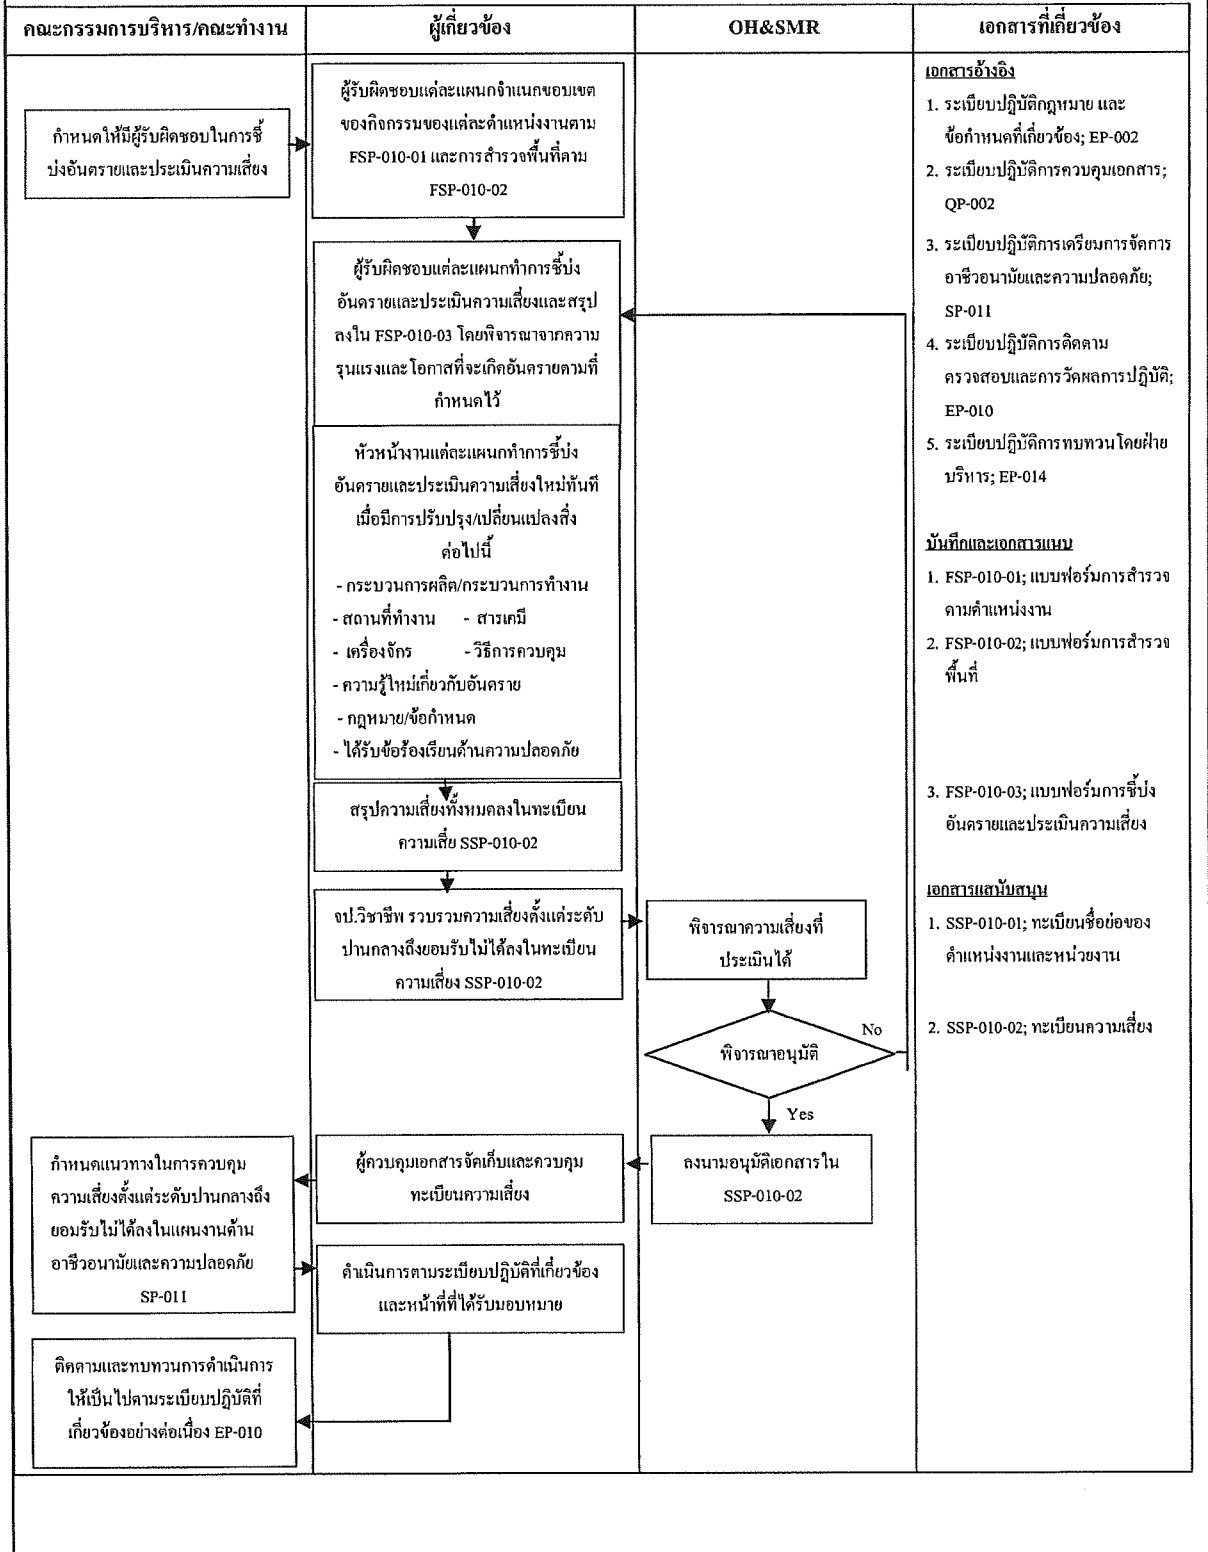 คณะกรรมการบริหาร/คณะทำงาน
ผู้เกี่ยวข้อง
OH&SMR
เอกสารที่เกี่ยวข้อง
กำหนดให้มีผู้รับผิดชอบในการชี้
บ่งอันตรายและประเมินความเสี่ยง
ผู้รับผิดชอบแต่ละแผนกจำแนกขอบเขต
ของกิจกรรมของแต่ละตำแหน่งงานตาม
FSP-010-01 และการสำรวจพื้นที่ตาม
FSP-010-02
ผู้รับผิดชอบแต่ละแผนกทำการชี้บ่ง
อันตรายและประเมินความเสี่ยงและสรุป
ลงใน FSP-010-03 โดยพิจารณาจากความ
รุนแรงและโอกาสที่จะเกิดอันตรายตามที่
กำหนดไว้
หัวหน้างานแต่ละแผนกทำการชี้บ่ง
อันตรายและประเมินความเสี่ยงใหม่ทันที
เมื่อมีการปรับปรุง/เปลี่ยนแปลงสิ่ง
ต่อไปนี้
- กระบวนการผลิต/กระบวนการทำงาน
- สถานที่ทำงาน - สารเคมี
- เครื่องจักร - วิธีการควบคุม
- ความรู้ใหม่เกี่ยวกับอันตราย
- กฎหมาย/ข้อกำหนด
- ได้รับข้อร้องเรียนด้านความปลอดภัย
สรุปความเสี่ยงทั้งหมดลงในทะเบียน
ความเสี่ย SSP-010-02
จป.วิชาชีพ รวบรวมความเสี่ยงตั้งแต่ระดับ
ปานกลางถึงยอมรับไม่ได้ลงในทะเบียน
ความเสี่ยง SSP-010-02
พิจารณาความเสี่ยงที่
ประเมินได้
พิจารณาอนุมัติ
No
Yes
ลงนามอนุมัติเอกสารใน
SSP-010-02
ผู้ควบคุมเอกสารจัดเก็บและควบคุม
ทะเบียนความเสี่ยง
กำหนดแนวทางในการควบคุม
ความเสี่ยงตั้งแต่ระดับปานกลางถึง
ยอมรับไม่ได้ลงในแผนงานด้าน
อาชีวอนามัยและความปลอดภัย
SP-011
ดำเนินการตามระเบียบปฏิบัติที่เกี่ยวข้อง
และหน้าที่ที่ได้รับมอบหมาย
ติดตามและทบทวนการดำเนินการ
ให้เป็นไปตามระเบียบปฏิบัติที่
เกี่ยวข้องอย่างต่อเนื่อง EP-010
เอกสารอ้างอิง
1. ระเบียบปฏิบัติกฎหมาย และ
ข้อกำหนดที่เกี่ยวข้อง; EP-002
2. ระเบียบปฏิบัติการควบคุมเอกสาร;
QP-002
3. ระเบียบปฏิบัติการเตรียมการจัดการ
อาชีวอนามัยและความปลอดภัย;
SP-011
4. ระเบียบปฏิบัติการติดตาม
ตรวจสอบและการวัดผลการปฏิบัติ;
EP-010
5. ระเบียบปฏิบัติการทบทวนโดยฝ่าย
บริหาร; EP-014
บันทึกและเอกสารแนบ
1. FSP-010-01; แบบฟอร์มการสำรวจ
ตามตำแหน่งงาน
2. FSP-010-02; แบบฟอร์มการสำรวจ
พื้นที่
3. FSP-010-03; แบบฟอร์มการชี้บ่ง
อันตรายและประเมินความเสี่ยง
เอกสารแสนับสนุน
1. SSP-010-01; ทะเบียนชื่อย่อของ
ตำแหน่งงานและหน่วยงาน
2. SSP-010-02; ทะเบียนความเสี่ยง